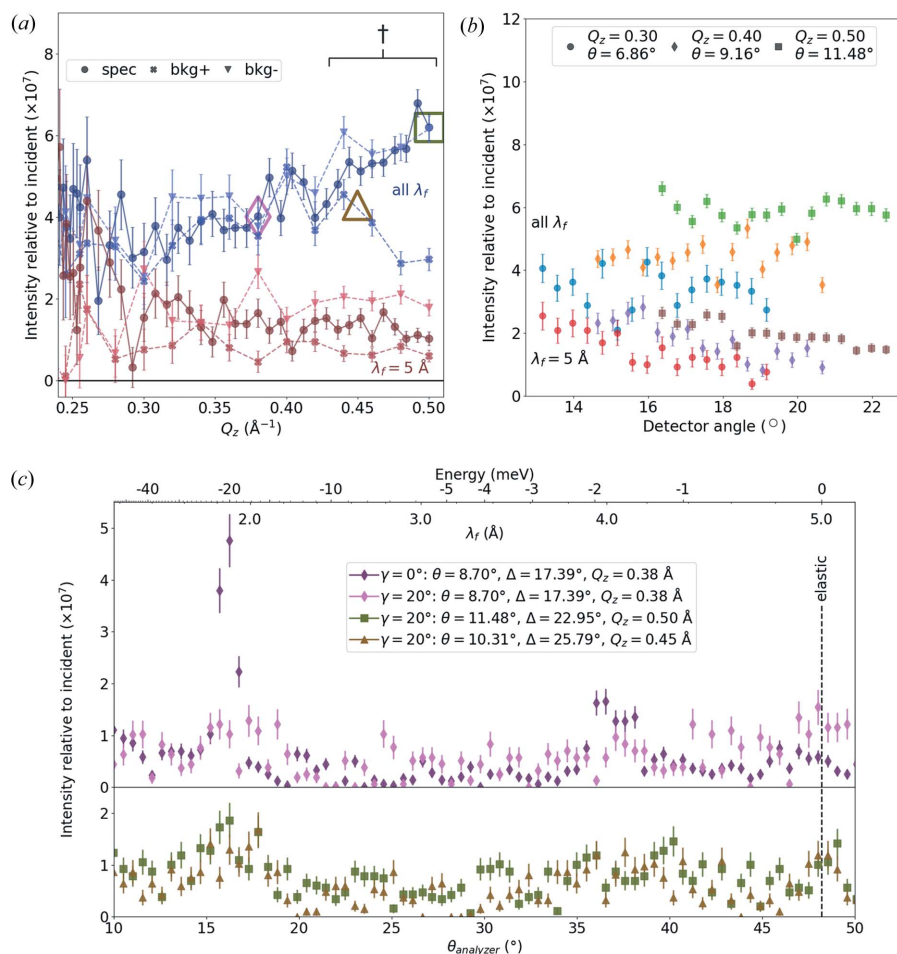 (a)
†
8
6
4
2
0
Intensity relative to incident (×10⁷)
spec bkg+ bkg-
all λf
λf = 5 Å
0.24 0.30 0.35 0.40 0.45 0.50
Qz (Å⁻¹)
(b)
12
10
8
6
4
2
0
Intensity relative to incident (×10⁷)
Qz = 0.30 Qz = 0.40 Qz = 0.50
θ = 6.86° θ = 9.16° θ = 11.48°
all λf
λf = 5 Å
14 16 18 20 22
Detector angle (°)
(c)
Energy (meV)
-40 -20 -10 -5 -4 -3 -2 -1 0
2.0 3.0 4.0 5.0
λf (Å)
5
4
3
2
1
0
Intensity relative to incident (×10⁷)
γ = 0°: θ = 8.70°, Δ = 17.39°, Qz = 0.38 Å
γ = 20°: θ = 8.70°, Δ = 17.39°, Qz = 0.38 Å
γ = 20°: θ = 11.48°, Δ = 22.95°, Qz = 0.50 Å
γ = 20°: θ = 10.31°, Δ = 25.79°, Qz = 0.45 Å
elastic
2
1
0
10 15 20 25 30 35 40 45 50
θanalyzer (°)